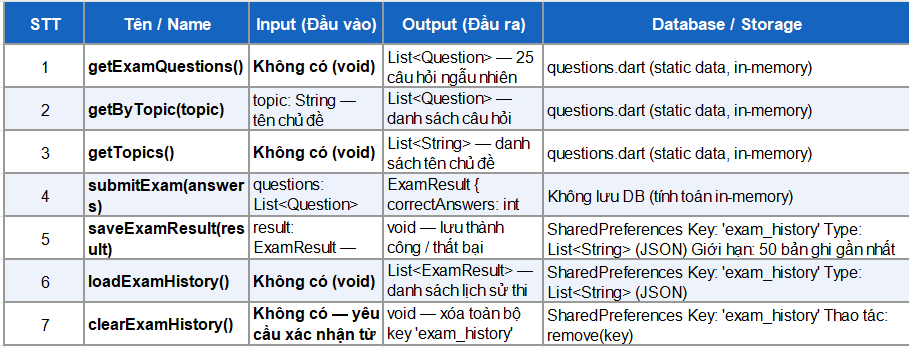 STT Tên / Name Input (Đầu vào) Output (Đầu ra) Database / Storage
1 getExamQuestions() Không có (void) List<Question> — 25 câu hỏi ngẫu nhiên questions.dart (static data, in-memory)
2 getByTopic(topic) topic: String — tên chủ đề List<Question> — danh sách câu hỏi questions.dart (static data, in-memory)
3 getTopics() Không có (void) List<String> — danh sách tên chủ đề questions.dart (static data, in-memory)
4 submitExam(answers) questions: List<Question> ExamResult { correctAnswers: int Không lưu DB (tính toán in-memory)
5 saveExamResult(result) result: ExamResult — void — lưu thành công / thất bại SharedPreferences Key: 'exam_history' Type: List<String> (JSON) Giới hạn: 50 bản ghi gần nhất
6 loadExamHistory() Không có (void) List<ExamResult> — danh sách lịch sử thi SharedPreferences Key: 'exam_history' Type: List<String> (JSON)
7 clearExamHistory() Không có — yêu cầu xác nhận từ void — xóa toàn bộ key 'exam_history' SharedPreferences Key: 'exam_history' Thao tác: remove(key)